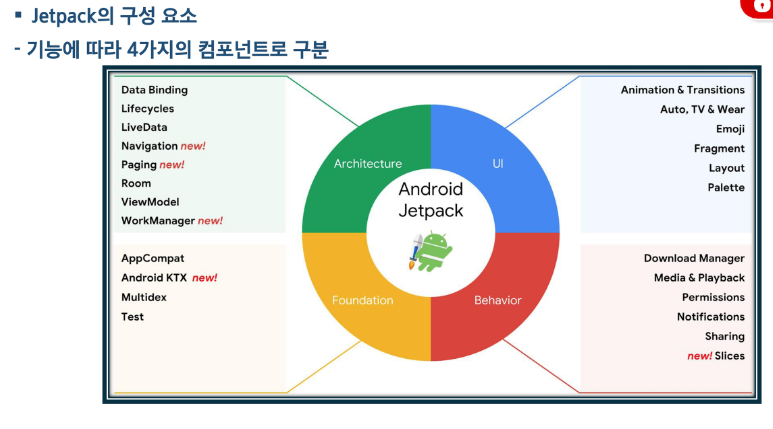 ▪ Jetpack의 구성 요소
- 기능에 따라 4가지의 컴포넌트로 구분
Data Binding
Lifecycles
LiveData
Navigation new!
Paging new!
Room
ViewModel
WorkManager new!
Animation & Transitions
Auto, TV & Wear
Emoji
Fragment
Layout
Palette
Architecture
UI
Android
Jetpack
Foundation
Behavior
AppCompat
Android KTX new!
Multidex
Test
Download Manager
Media & Playback
Permissions
Notifications
Sharing
new! Slices